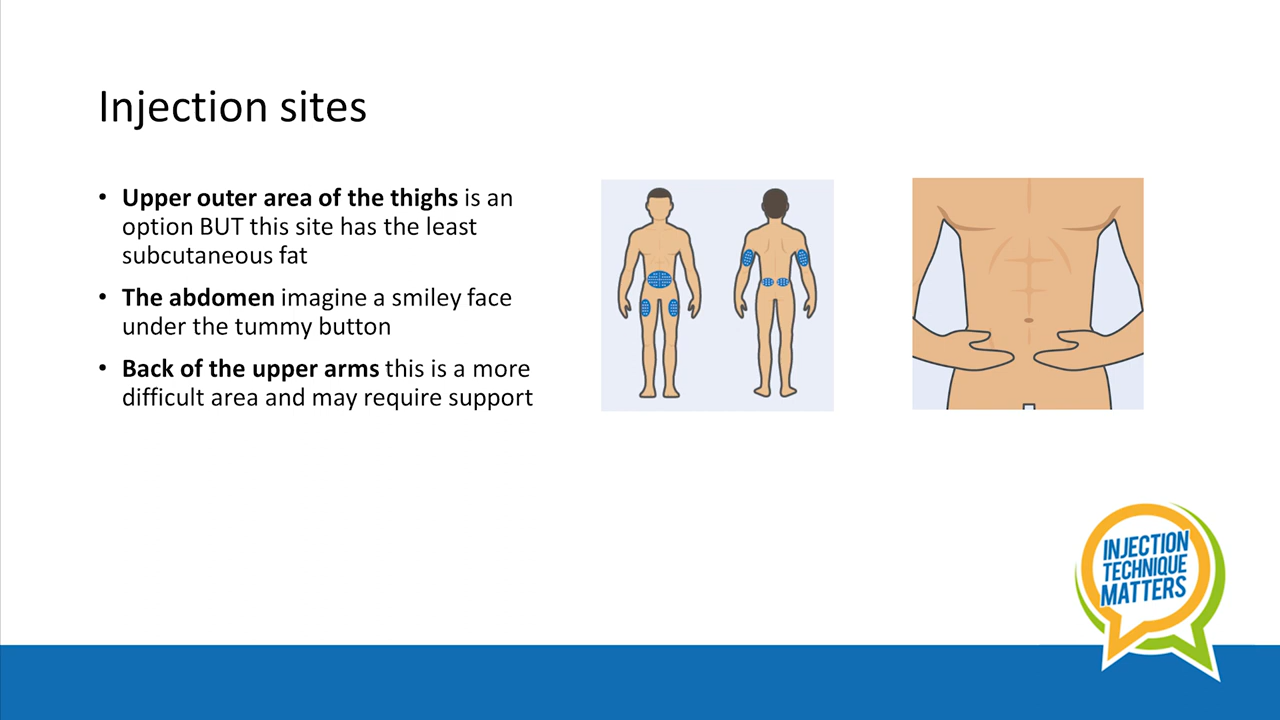 Injection sites
• Upper outer area of the thighs is an
option BUT this site has the least
subcutaneous fat
• The abdomen imagine a smiley face
under the tummy button
• Back of the upper arms this is a more
difficult area and may require support
INJECTION
TECHNIQUE
MATTERS